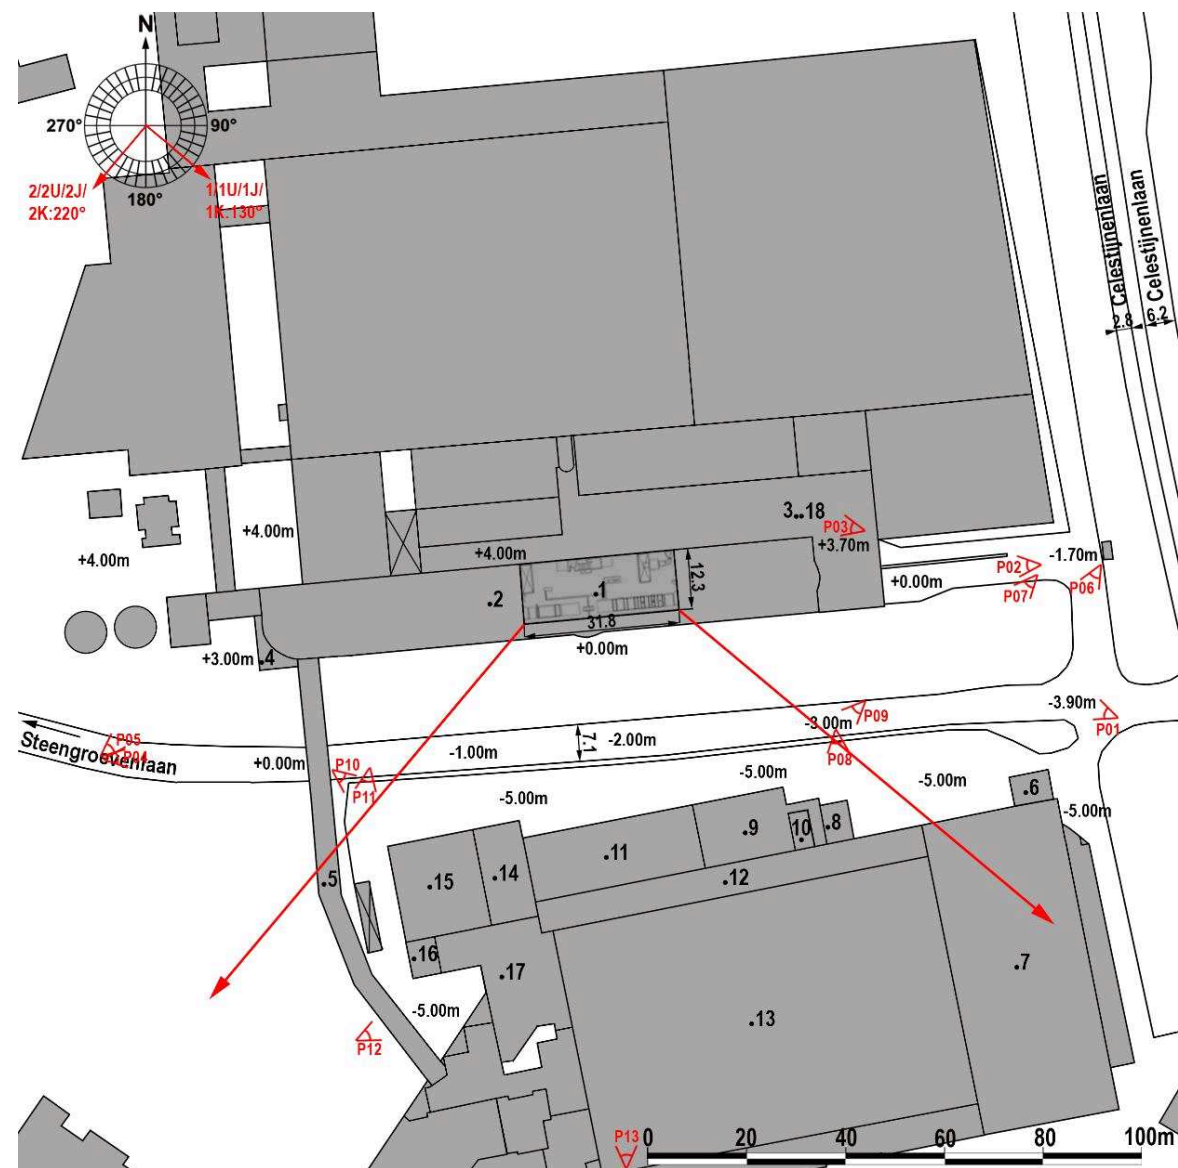 N
270°
90°
180°
2/2U/2J/
2K:220°
1/1U/1J/
1K:130°
Celestijnenlaan
Celestijnenlaan
2.8
6.2
+4.00m
+4.00m
+4.00m
3
18
P03
+3.70m
-1.70m
P02
P07
P06
+0.00m
2
1
12.3
31.8
+0.00m
+3.00m
4
-3.90m
P01
P09
-3.00m
P08
7.1
-2.00m
-1.00m
+0.00m
P05
P04
Steengroevenlaan
P10
P11
-5.00m
-5.00m
-5.00m
-5.00m
6
8
10
9
11
12
14
15
5
16
17
7
13
-5.00m
P12
P13
0 20 40 60 80 100m